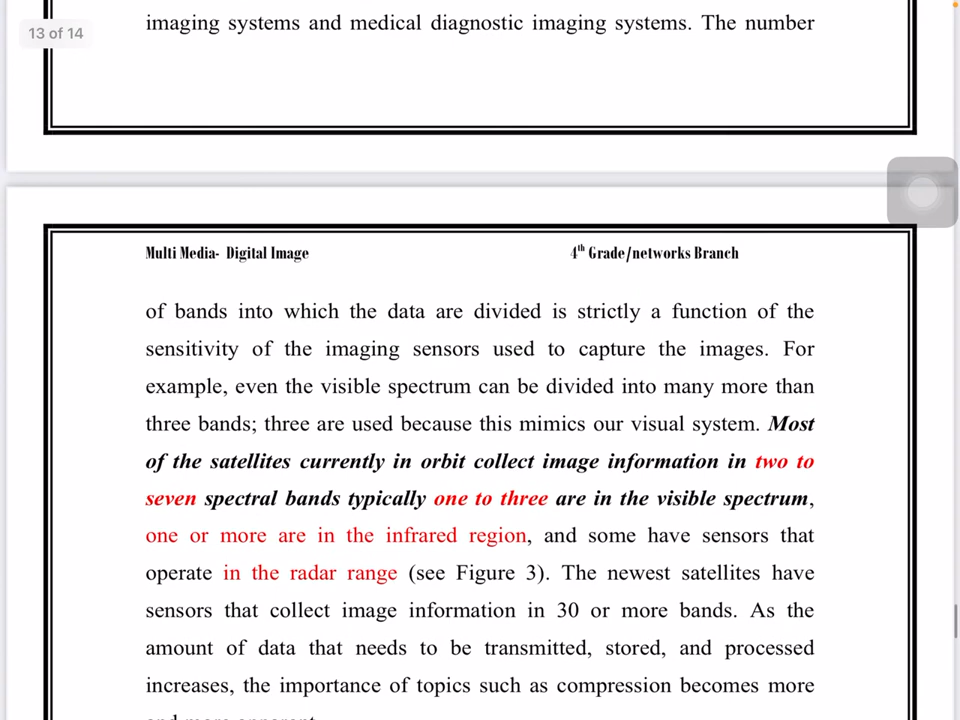 imaging systems and medical diagnostic imaging systems. The number
13 of 14
Multi Media- Digital Image 4th Grade/networks Branch
of bands into which the data are divided is strictly a function of the
sensitivity of the imaging sensors used to capture the images. For
example, even the visible spectrum can be divided into many more than
three bands; three are used because this mimics our visual system. Most
of the satellites currently in orbit collect image information in two to
seven spectral bands typically one to three are in the visible spectrum,
one or more are in the infrared region, and some have sensors that
operate in the radar range (see Figure 3). The newest satellites have
sensors that collect image information in 30 or more bands. As the
amount of data that needs to be transmitted, stored, and processed
increases, the importance of topics such as compression becomes more
and more apparent.